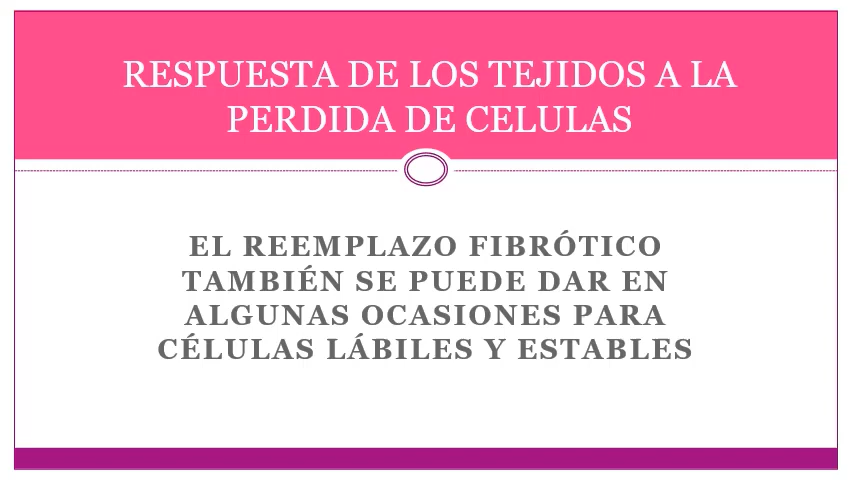 RESPUESTA DE LOS TEJIDOS A LA
PERDIDA DE CELULAS
EL REEMPLAZO FIBRÓTICO
TAMBIÉN SE PUEDE DAR EN
ALGUNAS OCASIONES PARA
CÉLULAS LÁBILES Y ESTABLES